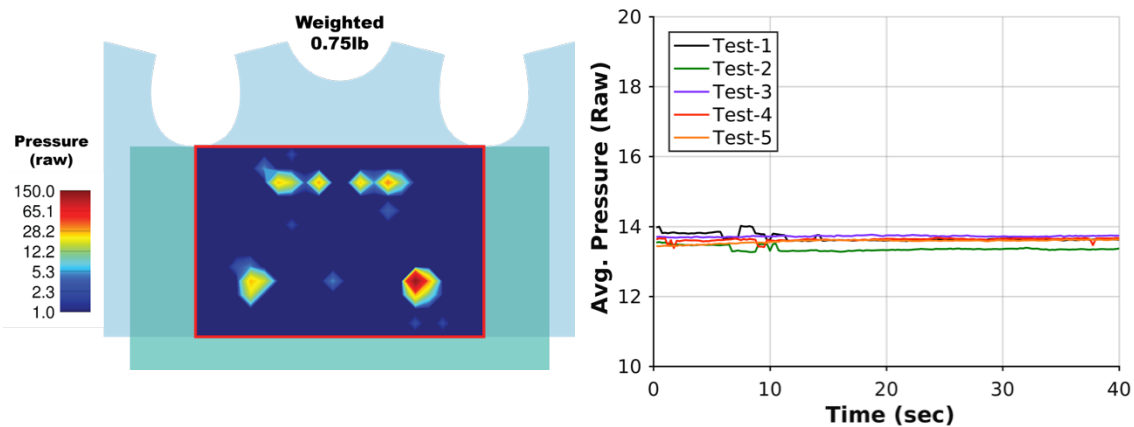 Weighted
0.75lb
Pressure
(raw)
150.0
65.1
28.2
12.2
5.3
2.3
1.0
Avg. Pressure (Raw)
20
18
16
14
12
10
Test-1
Test-2
Test-3
Test-4
Test-5
0 10 20 30 40
Time (sec)